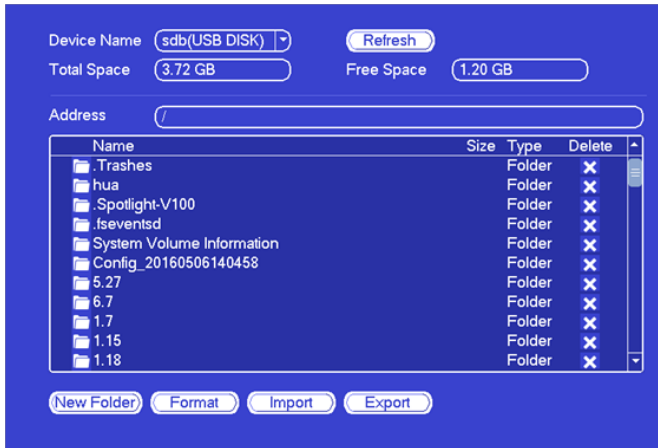 Device Name sdb(USB DISK) Refresh
Total Space 3.72 GB Free Space 1.20 GB
Address /
Name Size Type Delete
.Trashes Folder
hua Folder
.Spotlight-V100 Folder
.fseventsd Folder
System Volume Information Folder
Config_20160506140458 Folder
5.27 Folder
6.7 Folder
1.7 Folder
1.15 Folder
1.18 Folder
New Folder Format Import Export